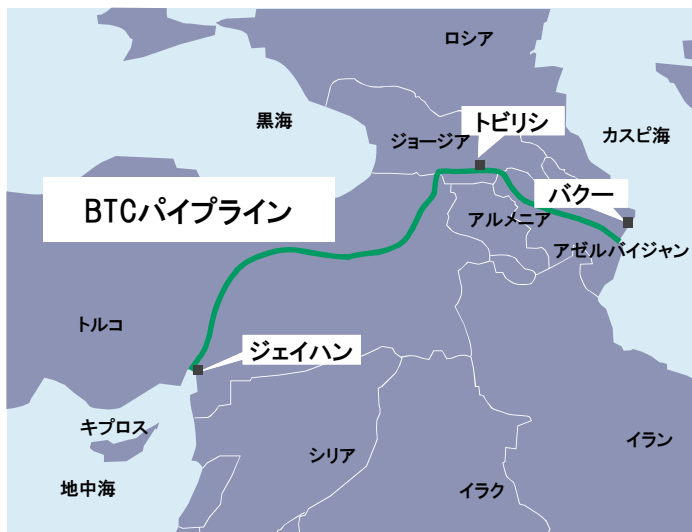 ロシア
黒海
トビリシ
ジョージア
カスピ海
バクー
BTCパイプライン
アルメニア
アゼルバイジャン
トルコ
ジェイハン
キプロス
シリア
イラン
地中海
イラク